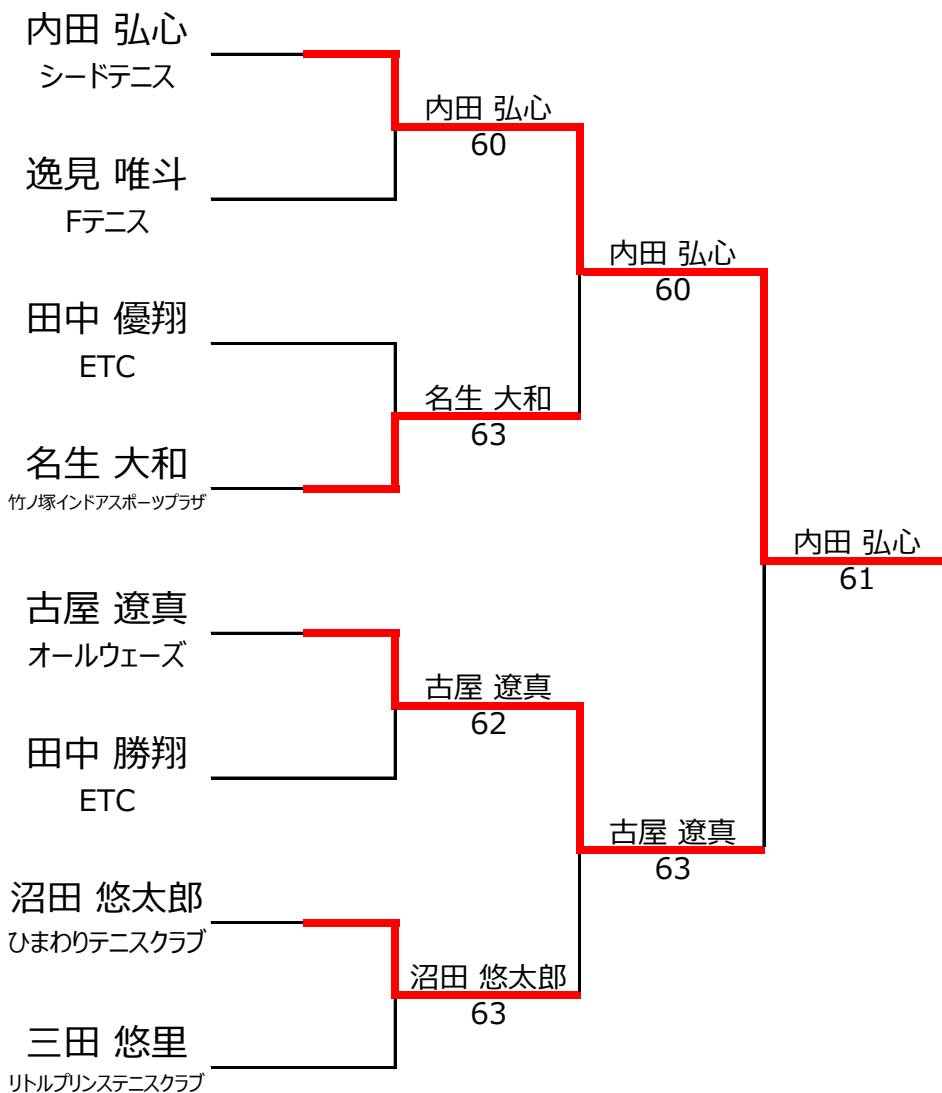 内田 弘心
シードテニス
逸見 唯斗
Fテニス
田中 優翔
ETC
名生 大和
竹ノ塚インドアスポーツプラザ
古屋 遼真
オールウェーズ
田中 勝翔
ETC
沼田 悠太郎
ひまわりテニスクラブ
三田 悠里
リトルプリンステニスクラブ
内田 弘心
60
名生 大和
63
古屋 遼真
62
沼田 悠太郎
63
内田 弘心
60
古屋 遼真
63
内田 弘心
61